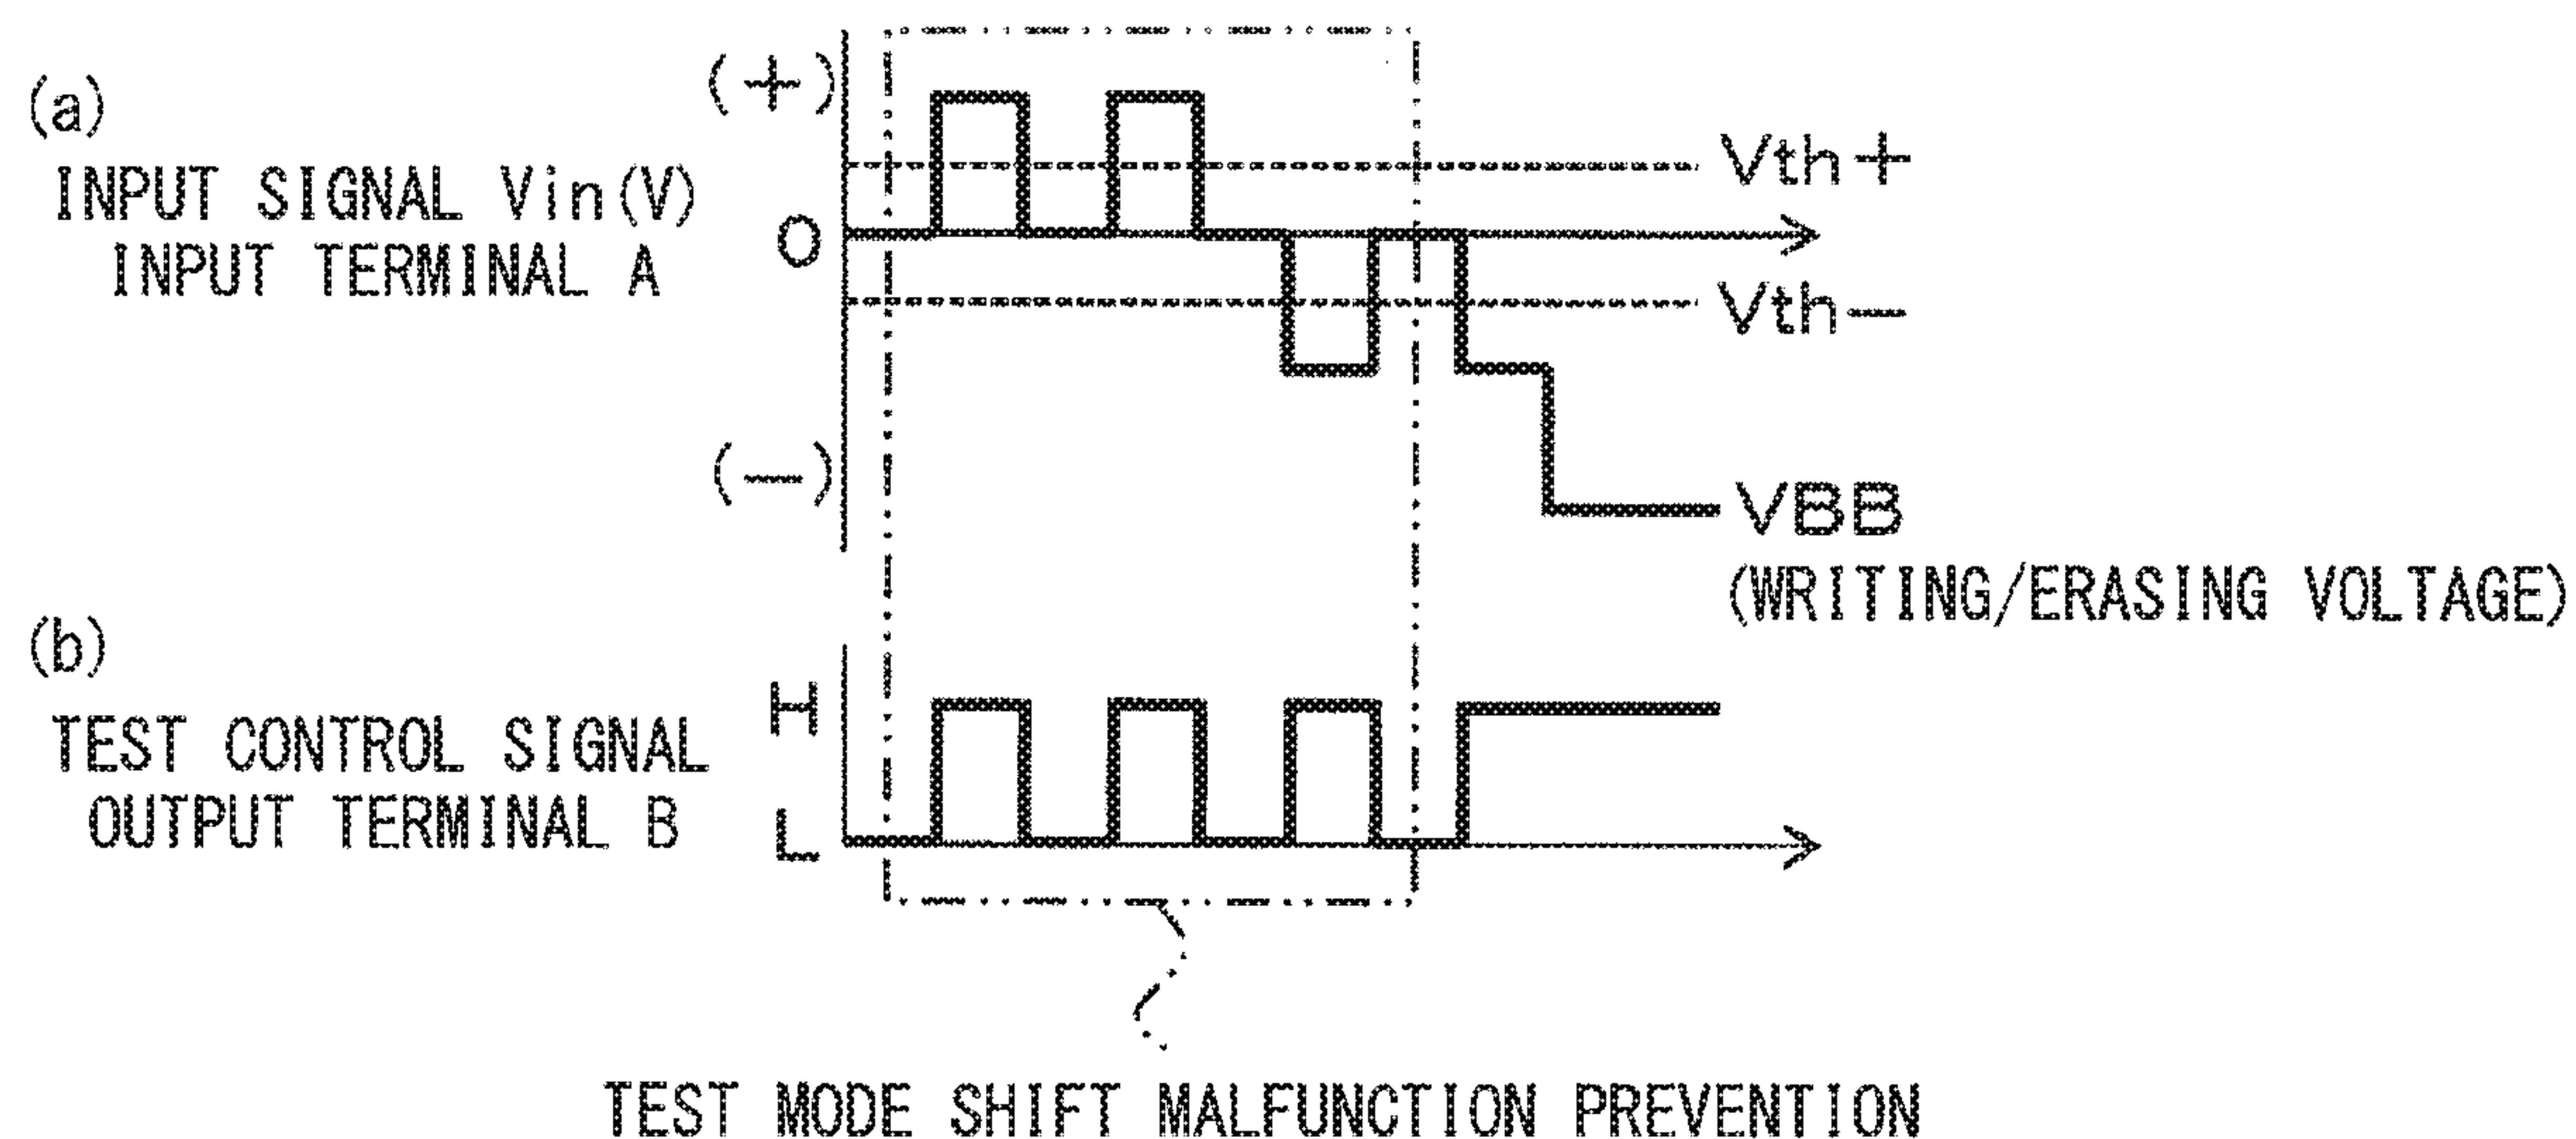 (a)
INPUT SIGNAL Vin(V)
INPUT TERMINAL A
(+)
0
(-)
Vth+
Vth-
VBB
(WRITING/ERASING VOLTAGE)
(b)
TEST CONTROL SIGNAL
OUTPUT TERMINAL B
H
L
TEST MODE SHIFT MALFUNCTION PREVENTION